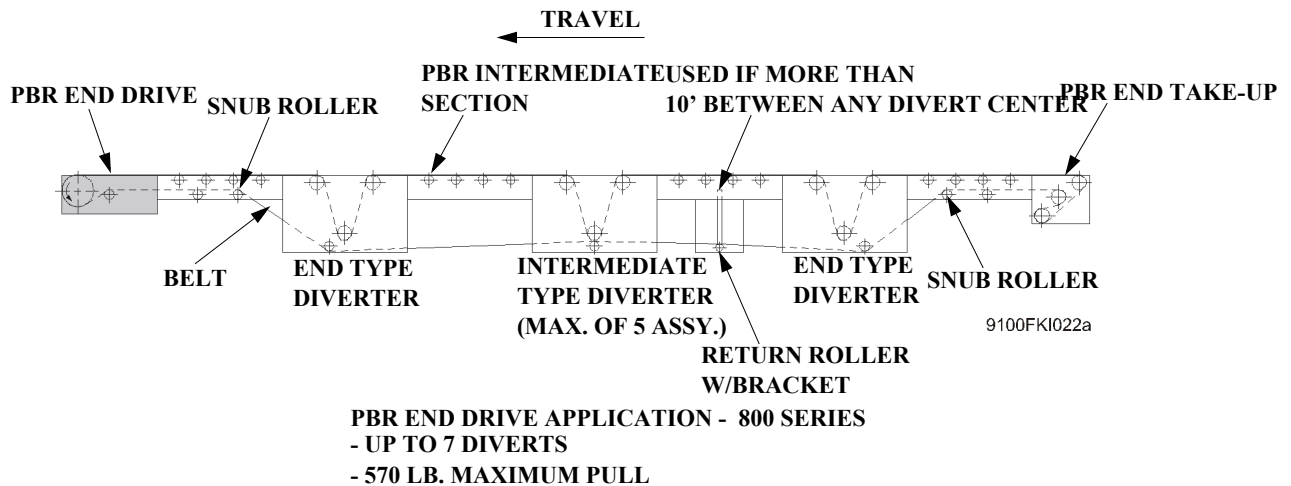 TRAVEL
PBR INTERMEDIATE
SECTION
USED IF MORE THAN
10’ BETWEEN ANY DIVERT CENTER
PBR END TAKE-UP
PBR END DRIVE
SNUB ROLLER
BELT
END TYPE
DIVERTER
INTERMEDIATE
TYPE DIVERTER
(MAX. OF 5 ASSY.)
END TYPE
DIVERTER
SNUB ROLLER
9100FKI022a
RETURN ROLLER
W/BRACKET
PBR END DRIVE APPLICATION - 800 SERIES
- UP TO 7 DIVERTS
- 570 LB. MAXIMUM PULL